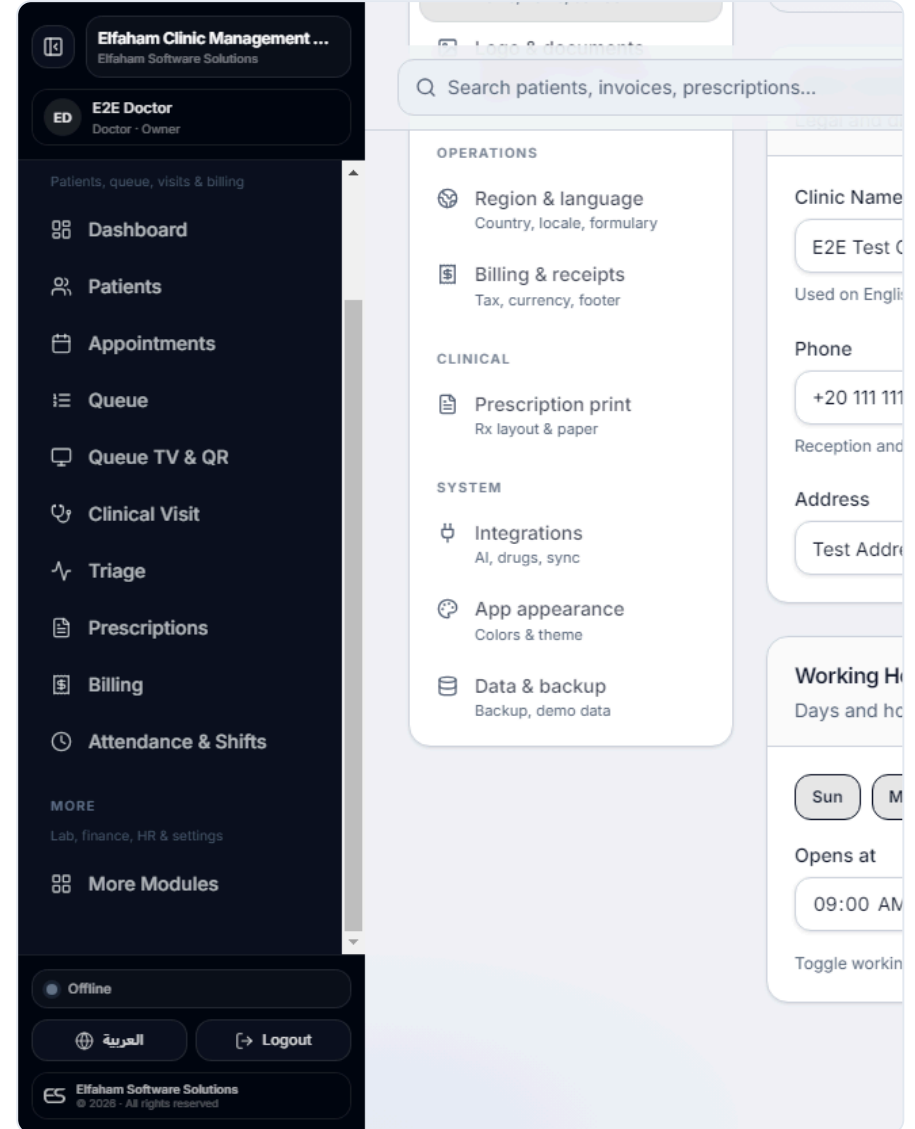 Elfaham Clinic Management ...
Elfaham Software Solutions
ED
E2E Doctor
Doctor · Owner
Patients, queue, visits & billing
Dashboard
Patients
Appointments
Queue
Queue TV & QR
Clinical Visit
Triage
Prescriptions
Billing
Attendance & Shifts
MORE
Lab, finance, HR & settings
More Modules
Offline
العربية
Logout
ES
Elfaham Software Solutions
© 2026 · All rights reserved
Logo & documents
Search patients, invoices, prescriptions...
OPERATIONS
Region & language
Country, locale, formulary
Billing & receipts
Tax, currency, footer
CLINICAL
Prescription print
Rx layout & paper
SYSTEM
Integrations
AI, drugs, sync
App appearance
Colors & theme
Data & backup
Backup, demo data
Legal and
Clinic Name
E2E Test
Used on
Phone
+20 111 111
Reception and
Address
Test
Working
Days and
Sun
Opens at
09:00 AM
Toggle